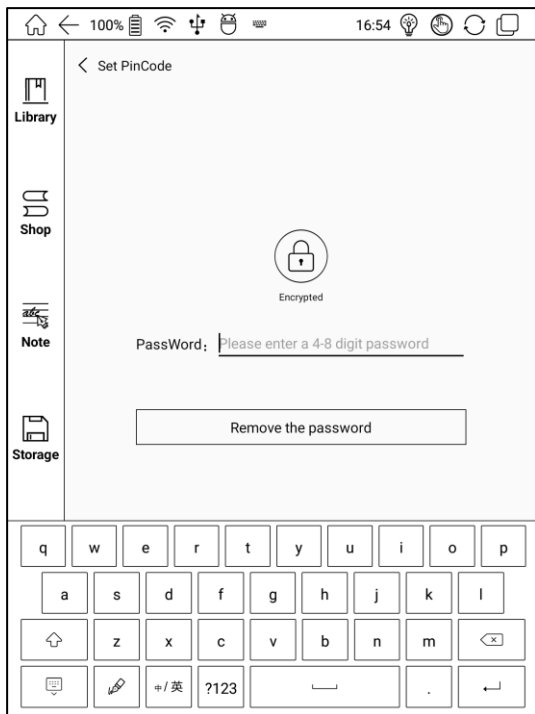 100% 16:54
Set PinCode
Library
Shop
abc
Note
Storage
Encrypted
PassWord： Please enter a 4-8 digit password
Remove the password
q w e r t y u i o p
a s d f g h j k l
z x c v b n m
中/英 ?123 .